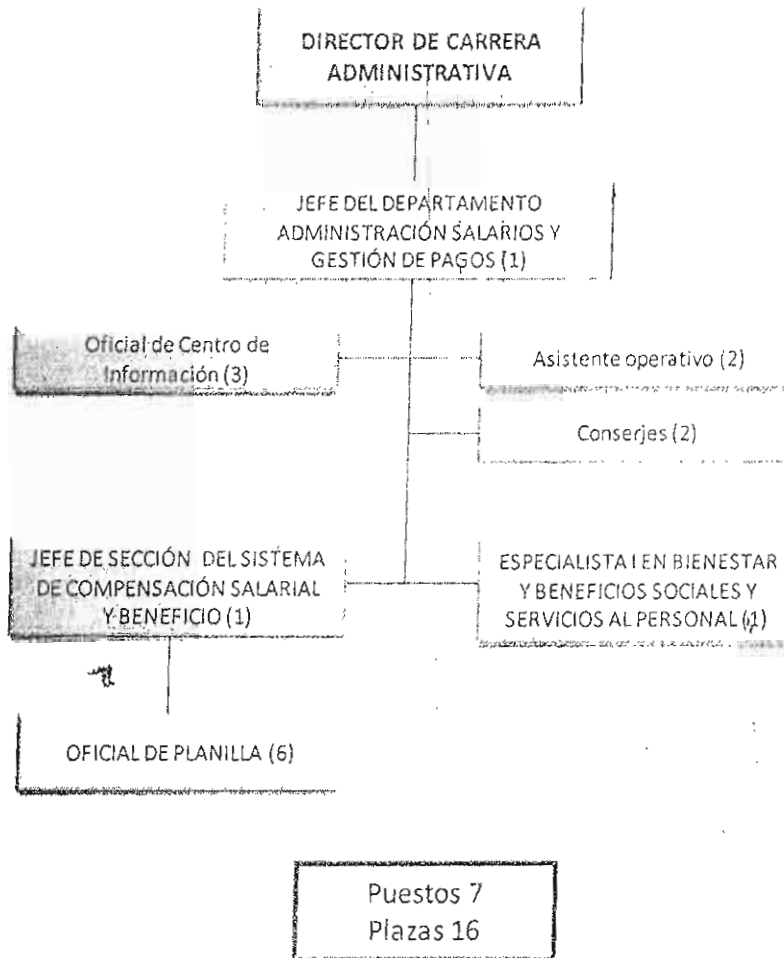 DIRECTOR DE CARRERA
ADMINISTRATIVA
JEFE DEL DEPARTAMENTO
ADMINISTRACIÓN SALARIOS Y
GESTIÓN DE PAGOS (1)
Oficial de Centro de
Información (3)
Asistente operativo (2)
Conserjes (2)
JEFE DE SECCIÓN DEL SISTEMA
DE COMPENSACIÓN SALARIAL
Y BENEFICIO (1)
ESPECIALISTA I EN BIENESTAR
Y BENEFICIOS SOCIALES Y
SERVICIOS AL PERSONAL (1)
OFICIAL DE PLANILLA (6)
Puestos 7
Plazas 16